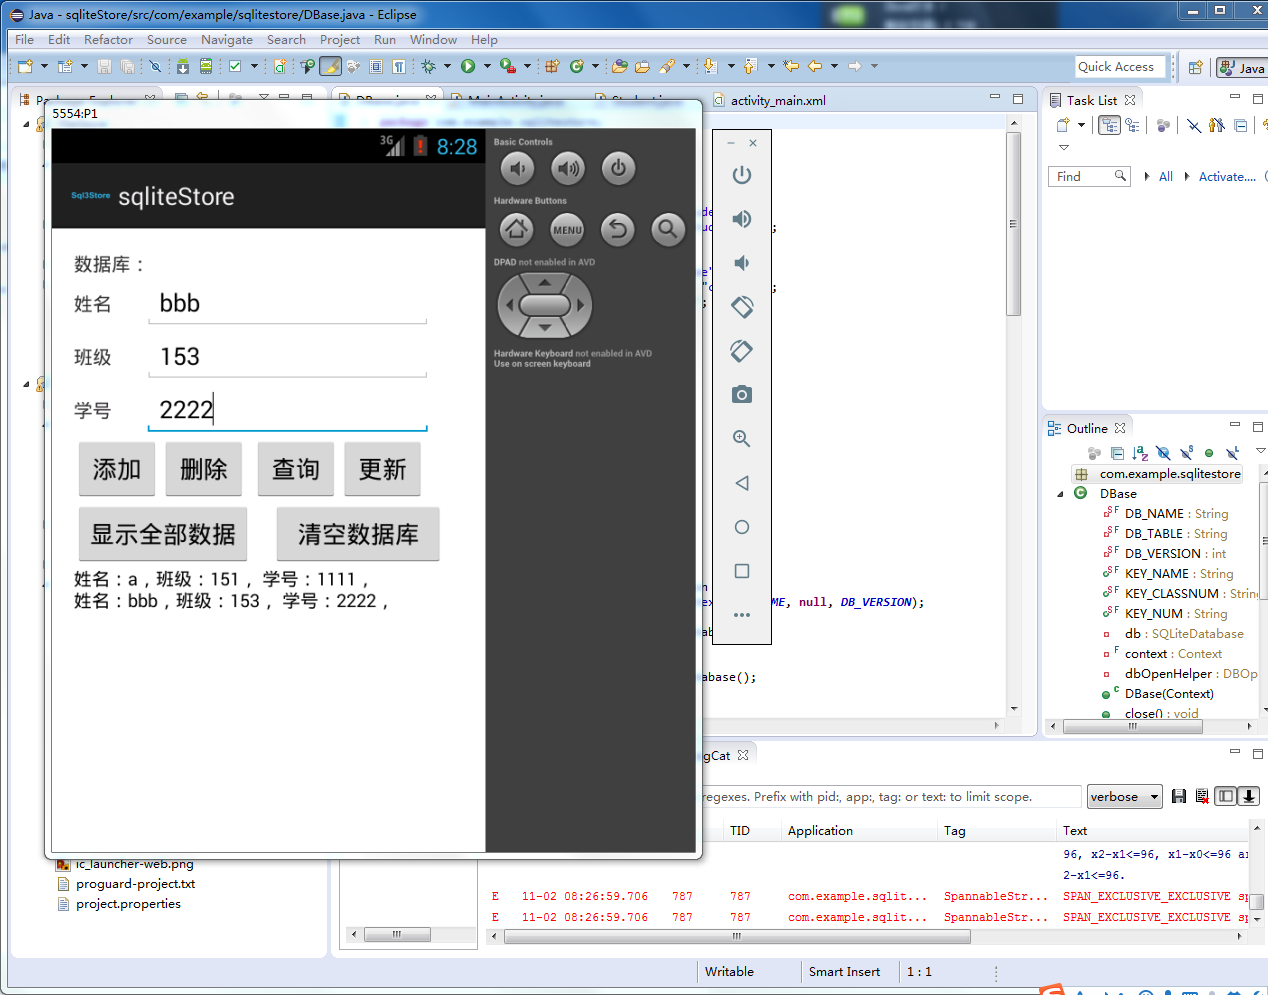 Java - sqliteStore/src/com/example/sqlitestore/DBase.java - Eclipse
File Edit Refactor Source Navigate Search Project Run Window Help
Quick Access
Java
activity_main.xml
Task List
5554:P1
3G 8:28
Sql3Store sqliteStore
数据库：
姓名 bbb
班级 153
学号 2222
添加 删除 查询 更新
显示全部数据 清空数据库
姓名：a，班级：151， 学号：1111，
姓名：bbb，班级：153， 学号：2222，
Basic Controls
Hardware Buttons
MENU
DPAD not enabled in AVD
Hardware Keyboard not enabled in AVD
Use on screen keyboard
ME, null, DB_VERSION);
abase();
Find
All
Activate....
Outline
com.example.sqlitestore
DBase
DB_NAME : String
DB_TABLE : String
DB_VERSION : int
KEY_NAME : String
KEY_CLASSNUM : String
KEY_NUM : String
db : SQLiteDatabase
context : Context
dbOpenHelper : DBOp
DBase(Context)
close() : void
gCat
regexes. Prefix with pid:, app:, tag: or text: to limit scope.
verbose
TID Application Tag Text
96, x2-x1<=96, x1-x0<=96 a
2-x1<=96.
E 11-02 08:26:59.706 787 787 com.example.sqlit... SpannableStr... SPAN_EXCLUSIVE_EXCLUSIVE s
E 11-02 08:26:59.706 787 787 com.example.sqlit... SpannableStr... SPAN_EXCLUSIVE_EXCLUSIVE s
ic_launcher-web.png
proguard-project.txt
project.properties
Writable Smart Insert 1 : 1